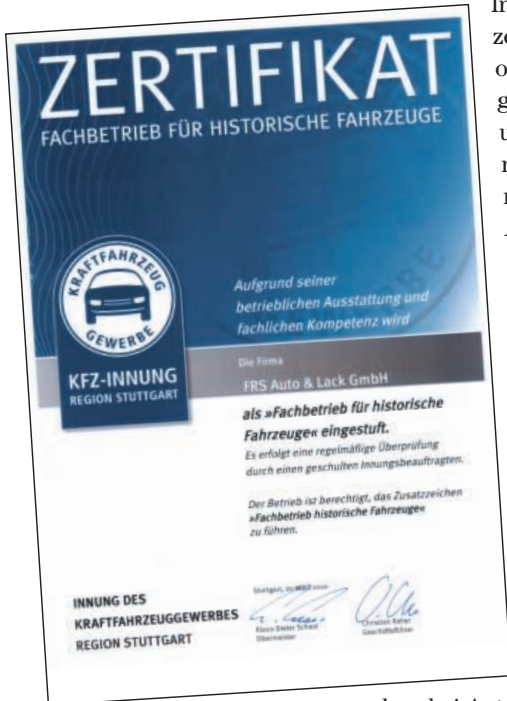 ZERTIFIKAT
FACHBETRIEB FÜR HISTORISCHE FAHRZEUGE
KRAFTFAHRZEUG
GEWERBE
KFZ-INNUNG
REGION STUTTGART
Aufgrund seiner
betrieblichen Ausstattung und
fachlichen Kompetenz wird
Die Firma
FRS Auto & Lack GmbH
als »Fachbetrieb für historische
Fahrzeuge« eingestuft.
Es erfolgt eine regelmäßige Überprüfung
durch einen geschulten Innungsbeauftragten.
Der Betrieb ist berechtigt, das Zusatzzeichen
»Fachbetrieb historische Fahrzeuge«
zu führen.
INNUNG DES
KRAFTFAHRZEUGGEWERBES
REGION STUTTGART
Stuttgart, im
Klaus-Dieter
Obermeister
Christian
Geschäftsführer